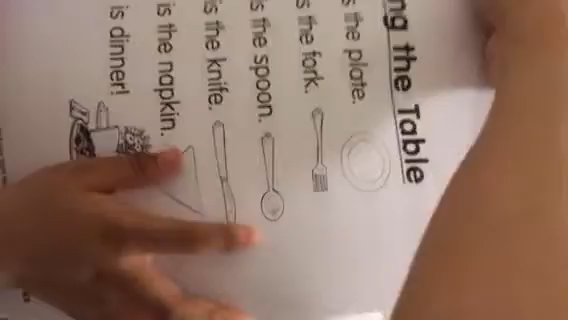 ng the Table
s the plate.
s the fork.
is the spoon.
is the knife.
is the napkin.
is dinner!